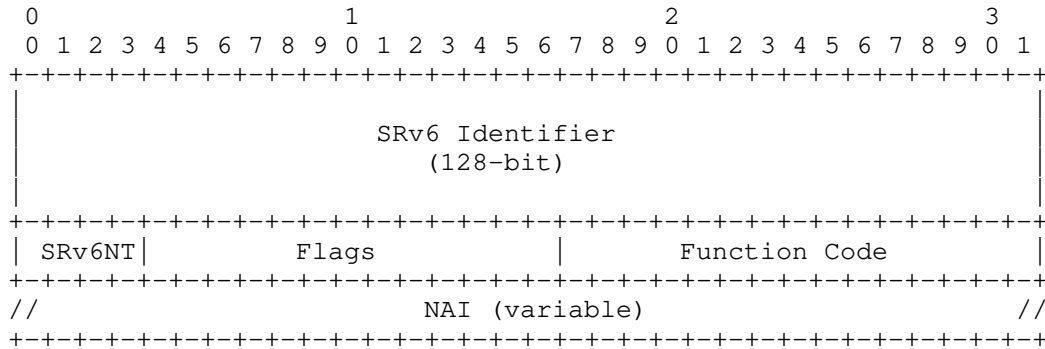 0                   1                   2                   3
 0 1 2 3 4 5 6 7 8 9 0 1 2 3 4 5 6 7 8 9 0 1 2 3 4 5 6 7 8 9 0 1
+-+-+-+-+-+-+-+-+-+-+-+-+-+-+-+-+-+-+-+-+-+-+-+-+-+-+-+-+-+-+-+-+
SRv6 Identifier
(128-bit)
+-+-+-+-+-+-+-+-+-+-+-+-+-+-+-+-+-+-+-+-+-+-+-+-+-+-+-+-+-+-+-+-+
| SRv6NT|         Flags           |       Function Code         |
+-+-+-+-+-+-+-+-+-+-+-+-+-+-+-+-+-+-+-+-+-+-+-+-+-+-+-+-+-+-+-+-+
//                        NAI (variable)                       //
+-+-+-+-+-+-+-+-+-+-+-+-+-+-+-+-+-+-+-+-+-+-+-+-+-+-+-+-+-+-+-+-+